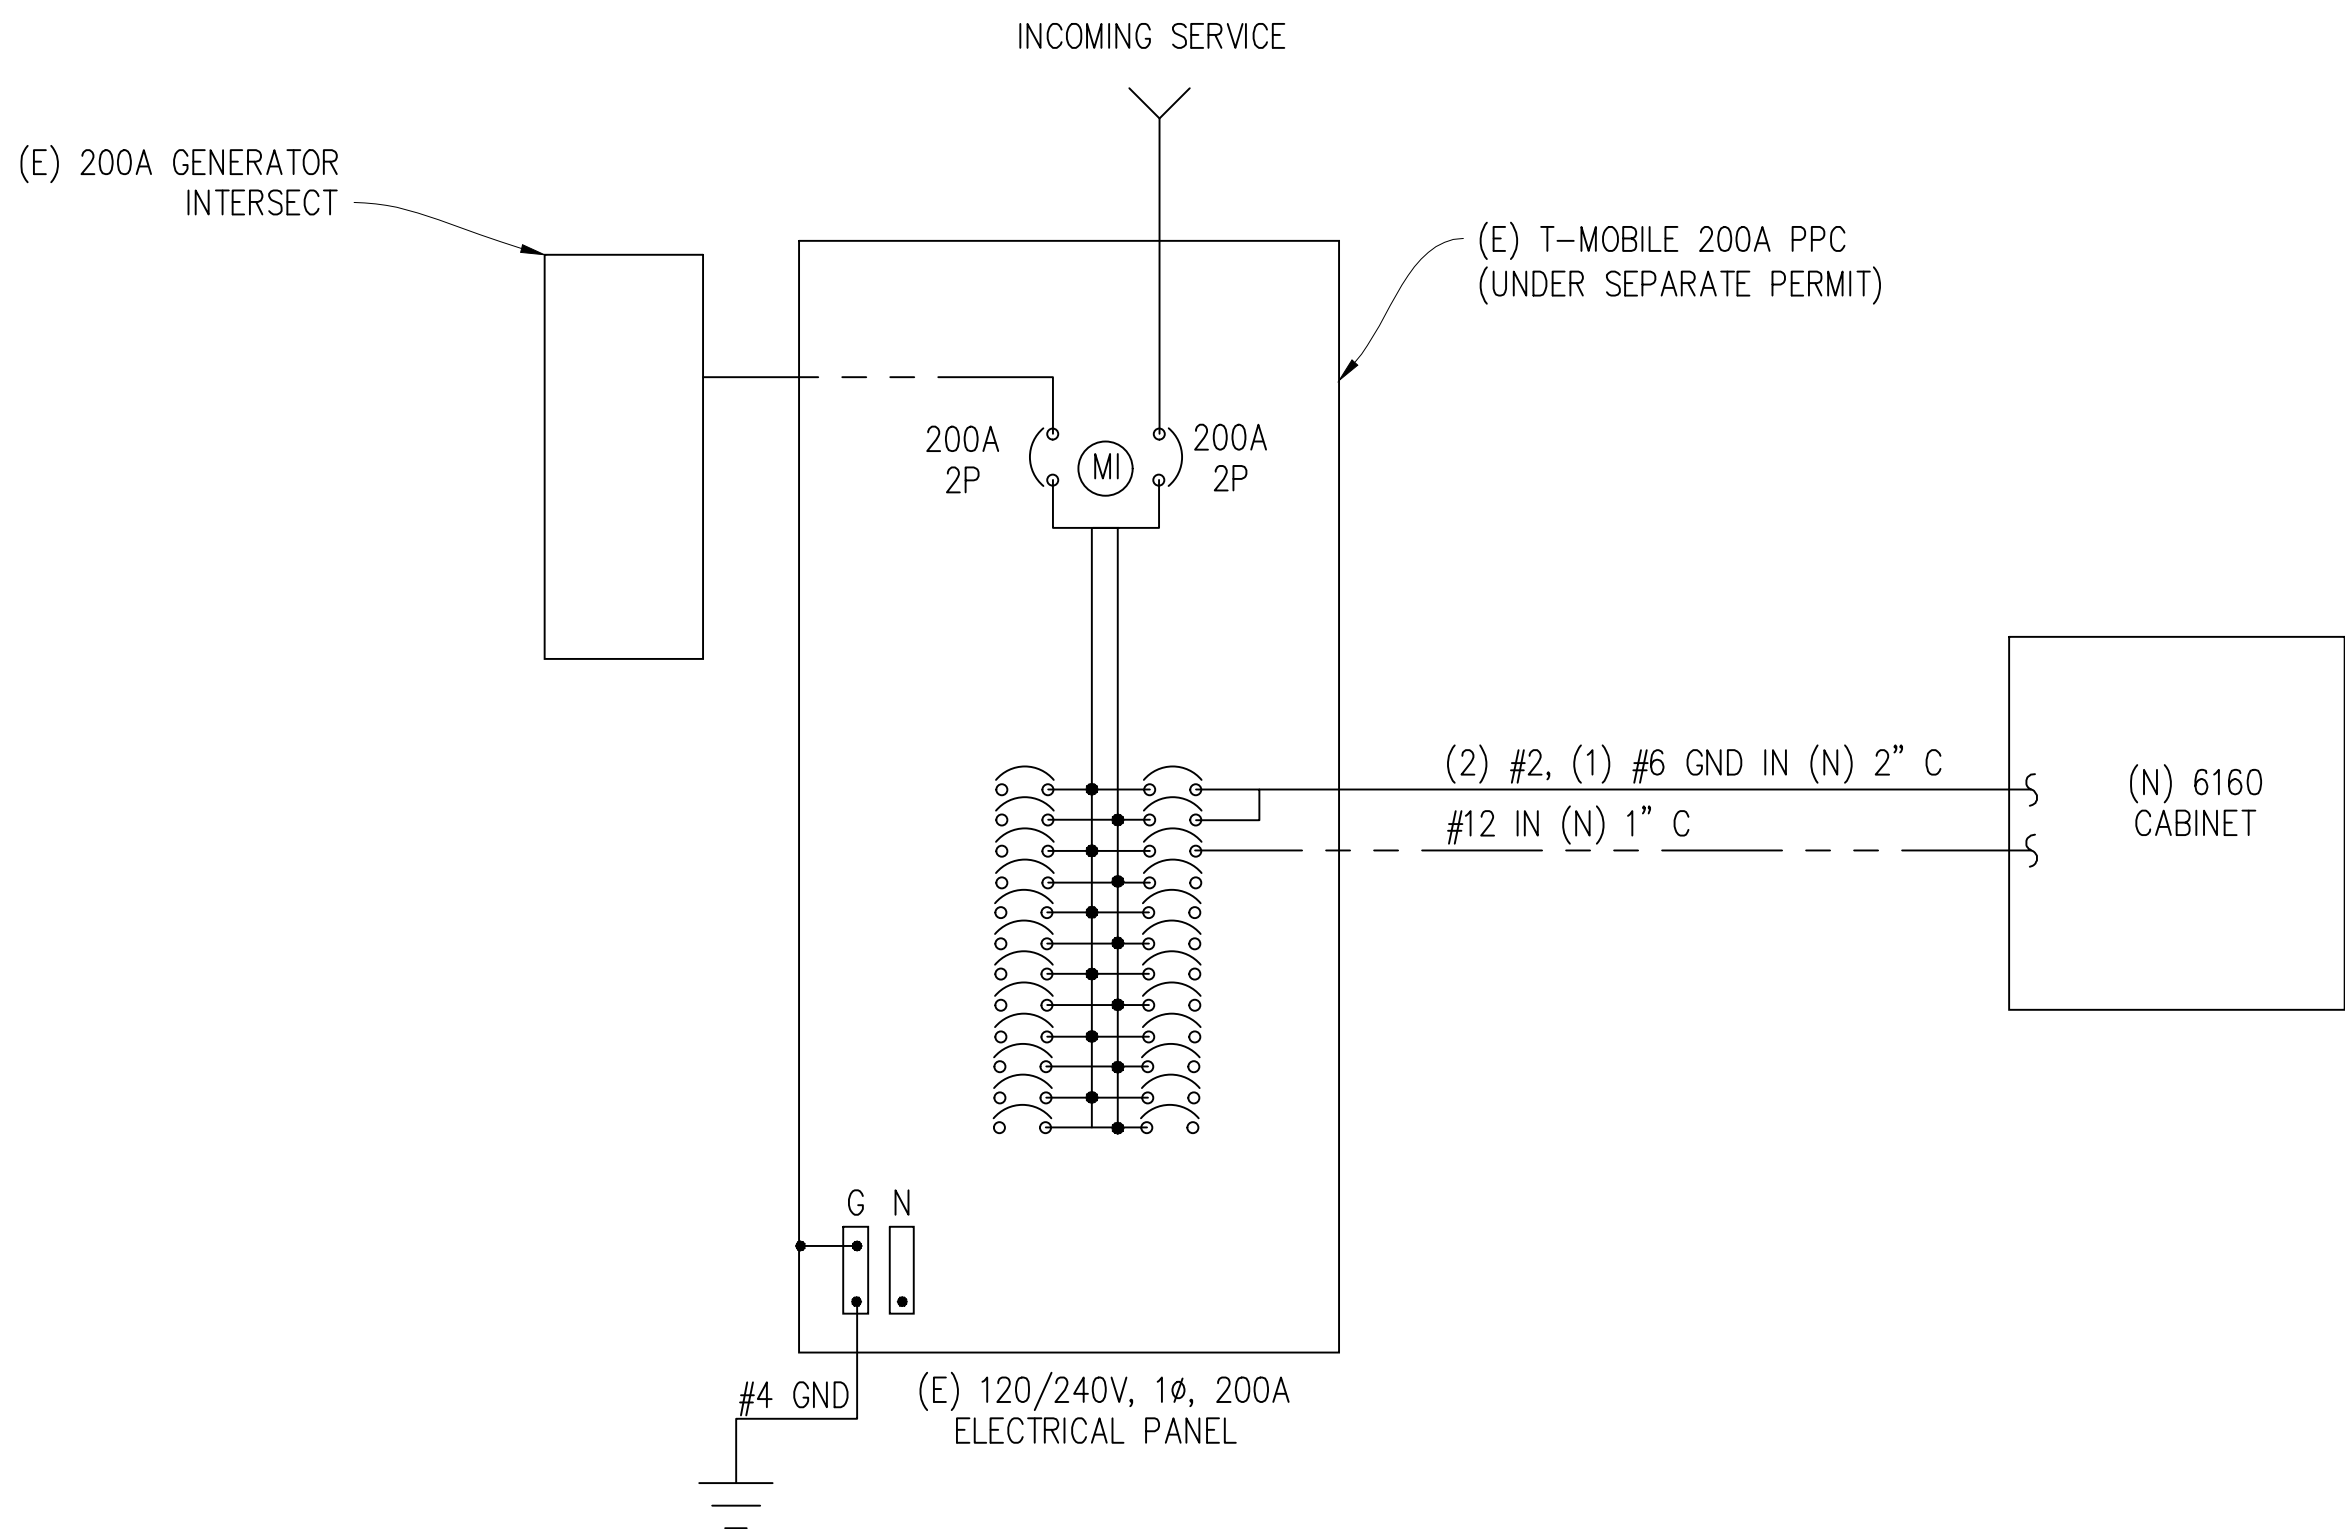 INCOMING SERVICE
(E) 200A GENERATOR
INTERSECT
(E) T-MOBILE 200A PPC
(UNDER SEPARATE PERMIT)
200A
2P
MI
200A
2P
(2) #2, (1) #6 GND IN (N) 2" C
#12 IN (N) 1" C
(N) 6160
CABINET
G N
#4 GND
(E) 120/240V, 1ø, 200A
ELECTRICAL PANEL